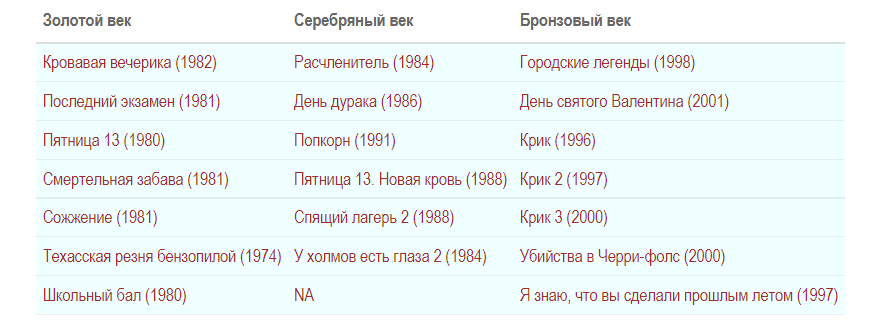 Золотой век Серебряный век Бронзовый век
Кровавая вечерика (1982) Расчленитель (1984) Городские легенды (1998)
Последний экзамен (1981) День дурака (1986) День святого Валентина (2001)
Пятница 13 (1980) Попкорн (1991) Крик (1996)
Смертельная забава (1981) Пятница 13. Новая кровь (1988) Крик 2 (1997)
Сожжение (1981) Спящий лагерь 2 (1988) Крик 3 (2000)
Техасская резня бензопилой (1974) У холмов есть глаза 2 (1984) Убийства в Черри-фолс (2000)
Школьный бал (1980) NA Я знаю, что вы сделали прошлым летом (1997)